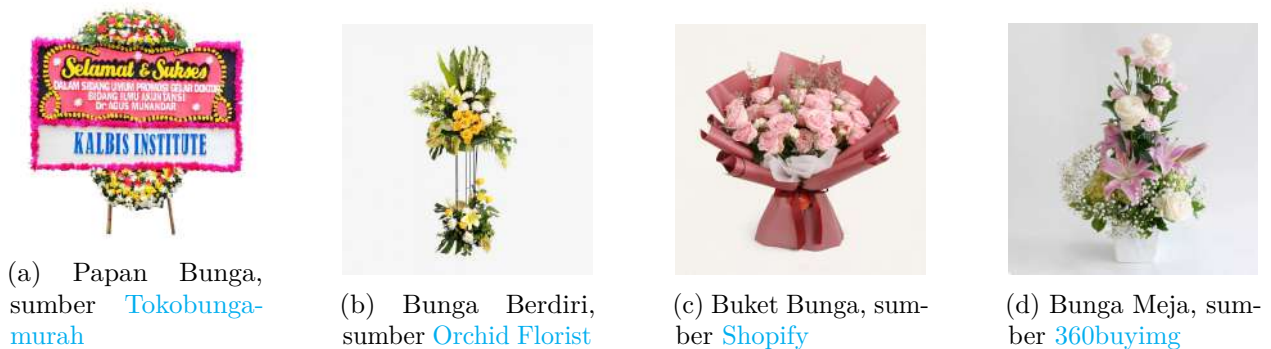 Selamat & Sukses
DALAM SIDANG UMUM PROMOSI GELAR DOKTOR
BIDANG ILMU AKUNTANSI
Dr. AGUS MUNANDAR
KALBIS INSTITUTE
(a) Papan Bunga,
sumber Tokobunga-
murah
(b) Bunga Berdiri,
sumber Orchid Florist
(c) Buket Bunga, sum-
ber Shopify
(d) Bunga Meja, sum-
ber 360buyimg